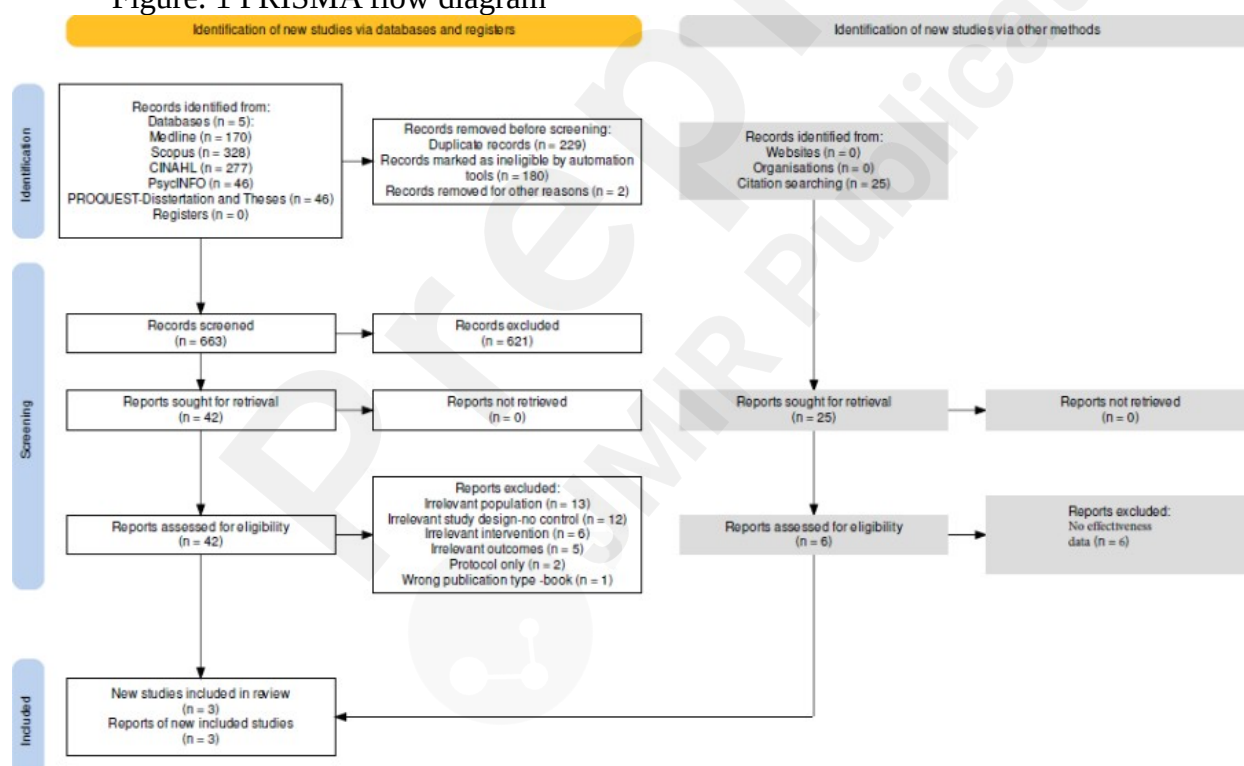 Figure. 1 PRISMA flow diagram
Identification of new studies via databases and registers
Identification of new studies via other methods
Identification
Records identified from:
Databases (n = 5):
Medline (n = 170)
Scopus (n = 328)
CINAHL (n = 277)
PsycINFO (n = 46)
PROQUEST-Disstertation and Theses (n = 46)
Registers (n = 0)
Records removed before screening:
Duplicate records (n = 229)
Records marked as ineligible by automation
tools (n = 180)
Records removed for other reasons (n = 2)
Records identified from:
Websites (n = 0)
Organisations (n = 0)
Citation searching (n = 25)
Screening
Records screened
(n = 663)
Records excluded
(n = 621)
Reports sought for retrieval
(n = 42)
Reports not retrieved
(n = 0)
Reports sought for retrieval
(n = 25)
Reports not retrieved
(n = 0)
Reports assessed for eligibility
(n = 42)
Reports excluded:
Irrelevant population (n = 13)
Irrelevant study design-no control (n = 12)
Irrelevant intervention (n = 6)
Irrelevant outcomes (n = 5)
Protocol only (n = 2)
Wrong publication type -book (n = 1)
Reports assessed for eligibility
(n = 6)
Reports excluded:
No effectiveness
data (n = 6)
Included
New studies included in review
(n = 3)
Reports of new included studies
(n = 3)
Prep
JMIR Publicat